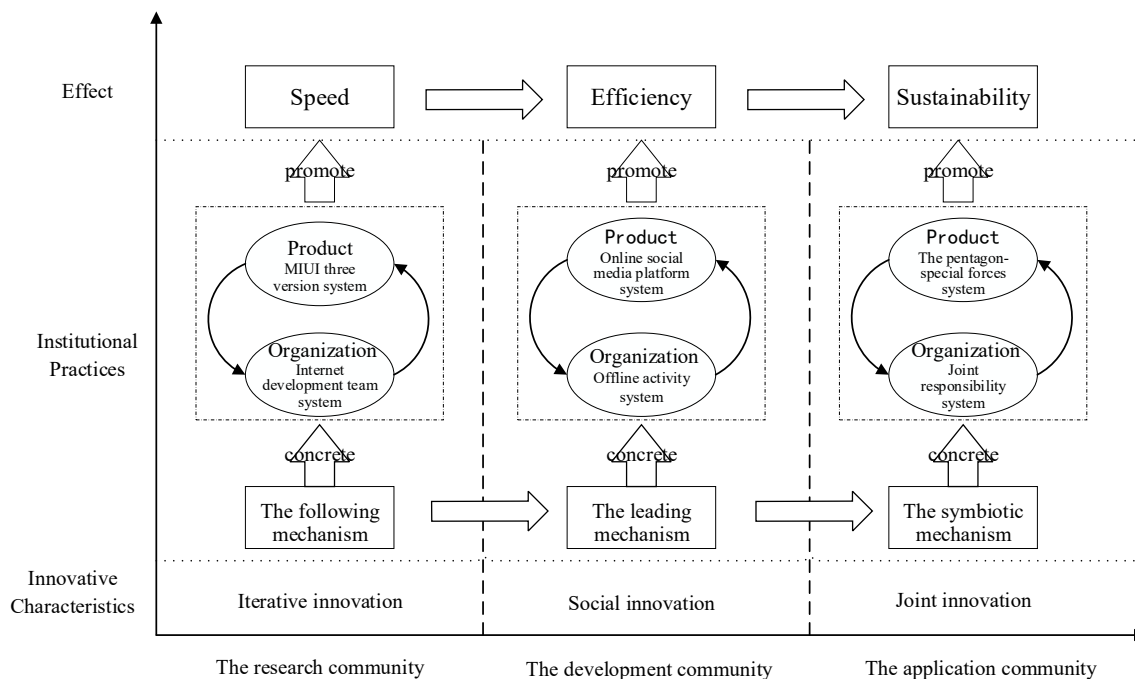 Effect
Speed
Efficiency
Sustainability
promote
promote
promote
Institutional
Practices
Product
MIUI three
version system
Organization
Internet
development team
system
Product
Online social
media platform
system
Organization
Offline activity
system
Product
The pentagon-
special forces
system
Organization
Joint
responsibility
system
concrete
concrete
concrete
The following
mechanism
The leading
mechanism
The symbiotic
mechanism
Innovative
Characteristics
Iterative innovation
Social innovation
Joint innovation
The research community
The development community
The application community